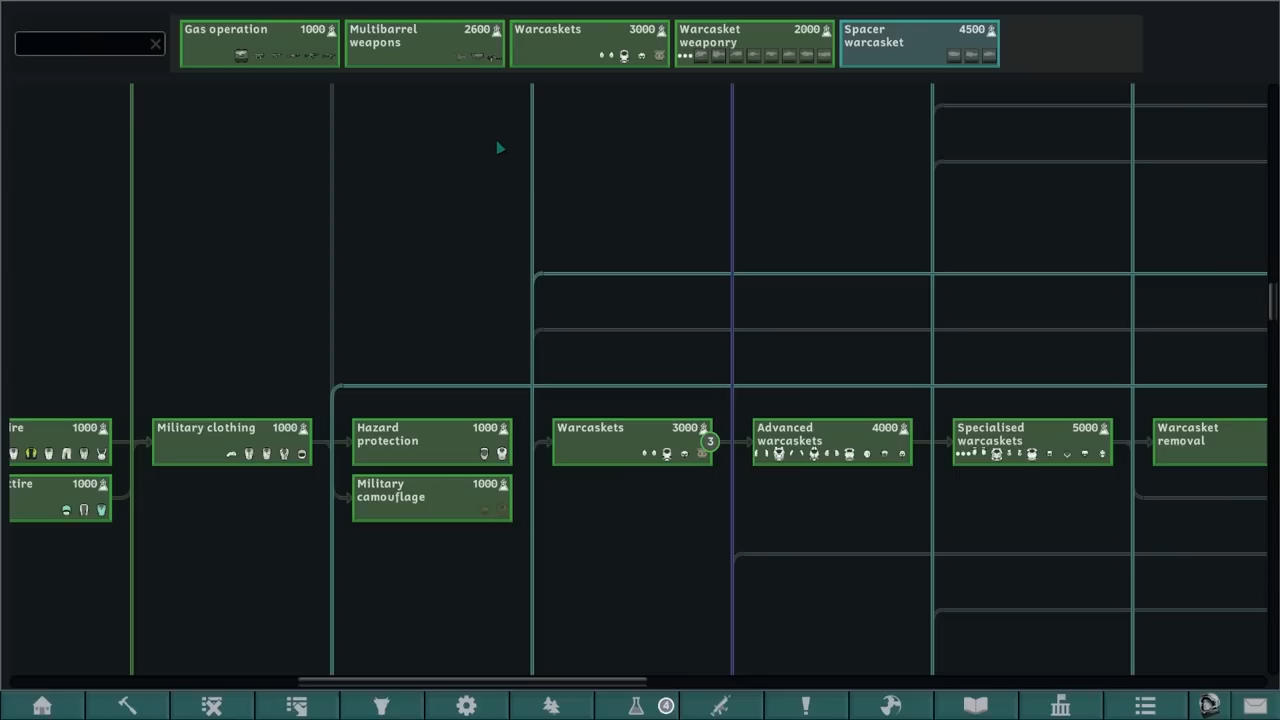 Gas operation 1000
Multibarrel weapons 2600
Warcaskets 3000
Warcasket weaponry 2000
Spacer warcasket 4500
ire 1000
Military clothing 1000
Hazard protection 1000
Warcaskets 3000
3
Advanced warcaskets 4000
Specialised warcaskets 5000
Warcasket removal
ttire 1000
Military camouflage 1000
4